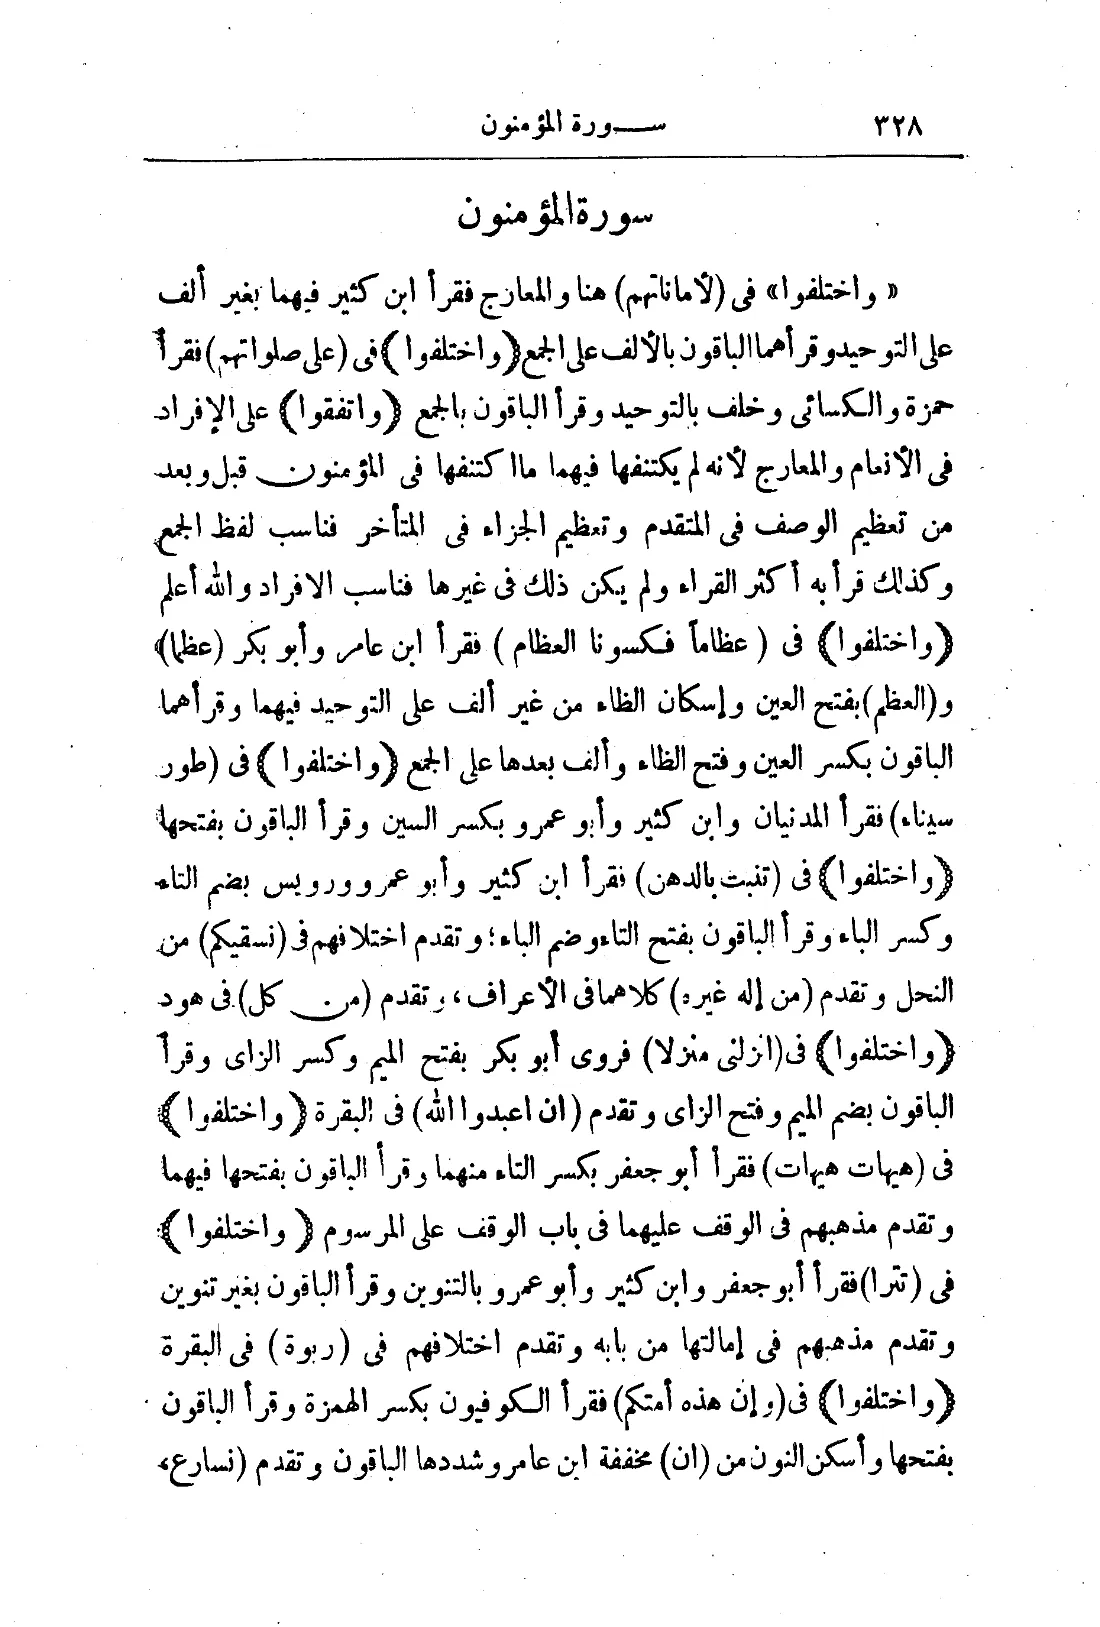 ٣٢٨ ســورة المؤمنون
سورة المؤمنون
« واختلفوا» فى (لأماناتهم) هنا والمعارج فقرأ ابن كثير فيهما بغير ألف
على التوحيد وقرأهما الباقون بالألف على الجمع ﴿واختلفوا﴾ فى (على صلواتهم) فقرأ
حمزة والكسائى وخلف بالتوحيد وقرأ الباقون بالجمع ﴿واتفقوا﴾ على الإفراد
فى الأنعام والمعارج لأنه لم يكتنفها فيهما ما اكتنفها فى المؤمنون قبل وبعد
من تعظيم الوصف فى المتقدم وتعظيم الجزاء فى المتأخر فناسب لفظ الجمع
وكذلك قرأ به أكثر القراء ولم يكن ذلك فى غيرها فناسب الافراد والله أعلم
﴿واختلفوا﴾ فى ( عظاماً فكسونا العظام ) فقرأ ابن عامر وأبو بكر (عظما)
و(العظم) بفتح العين وإسكان الظاء من غير ألف على التوحيد فيهما وقرأهما
الباقون بكسر العين وفتح الظاء وألف بعدها على الجمع ﴿واختلفوا﴾ فى (طور
سيناء) فقرأ المدنيان وابن كثير وأبو عمرو بكسر السين وقرأ الباقون بفتحها
﴿واختلفوا﴾ فى (تنبت بالدهن) فقرأ ابن كثير وأبو عمرو ورويس بضم التاء
وكسر الباء وقرأ الباقون بفتح التاء وضم الباء؛ وتقدم اختلافهم فى (نسقيكم) من
النحل وتقدم (من إله غيره) كلاهما فى الأعراف، وتقدم (من كل) فى هود
﴿واختلفوا﴾ فى (انزلنى منزلا) فروى أبو بكر بفتح الميم وكسر الزاى وقرأ
الباقون بضم الميم وفتح الزاى وتقدم (ان اعبدوا الله) فى البقرة ﴿واختلفوا﴾
فى (هيهات هيهات) فقرأ أبو جعفر بكسر التاء منهما وقرأ الباقون بفتحها فيهما
وتقدم مذهبهم فى الوقف عليهما فى باب الوقف على المرسوم ﴿واختلفوا﴾
فى (تترا) فقرأ أبو جعفر وابن كثير وأبو عمرو بالتنوين وقرأ الباقون بغير تنوين
وتقدم مذهبهم فى إمالتها من بابه وتقدم اختلافهم فى (ربوة) فى البقرة
﴿واختلفوا﴾ فى (وإن هذه أمتكم) فقرأ الكوفيون بكسر الهمزة وقرأ الباقون
بفتحها وأسكن النون من (ان) مخففة ابن عامر وشددها الباقون وتقدم (نسارع،